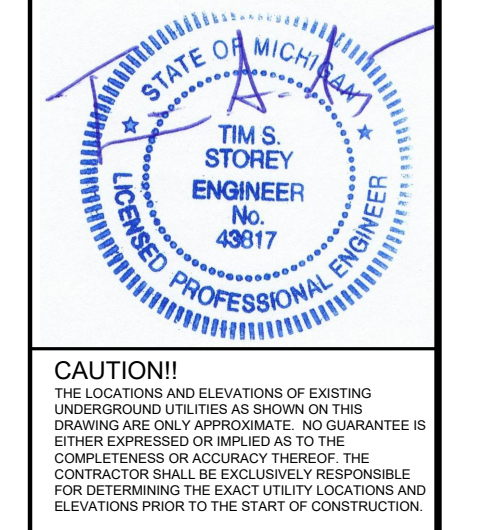 STATE OF MICHIGAN
TIM S.
STOREY
ENGINEER
No.
43817
LICENSED PROFESSIONAL ENGINEER
CAUTION!!
THE LOCATIONS AND ELEVATIONS OF EXISTING
UNDERGROUND UTILITIES AS SHOWN ON THIS
DRAWING ARE ONLY APPROXIMATE. NO GUARANTEE IS
EITHER EXPRESSED OR IMPLIED AS TO THE
COMPLETENESS OR ACCURACY THEREOF. THE
CONTRACTOR SHALL BE EXCLUSIVELY RESPONSIBLE
FOR DETERMINING THE EXACT UTILITY LOCATIONS AND
ELEVATIONS PRIOR TO THE START OF CONSTRUCTION.